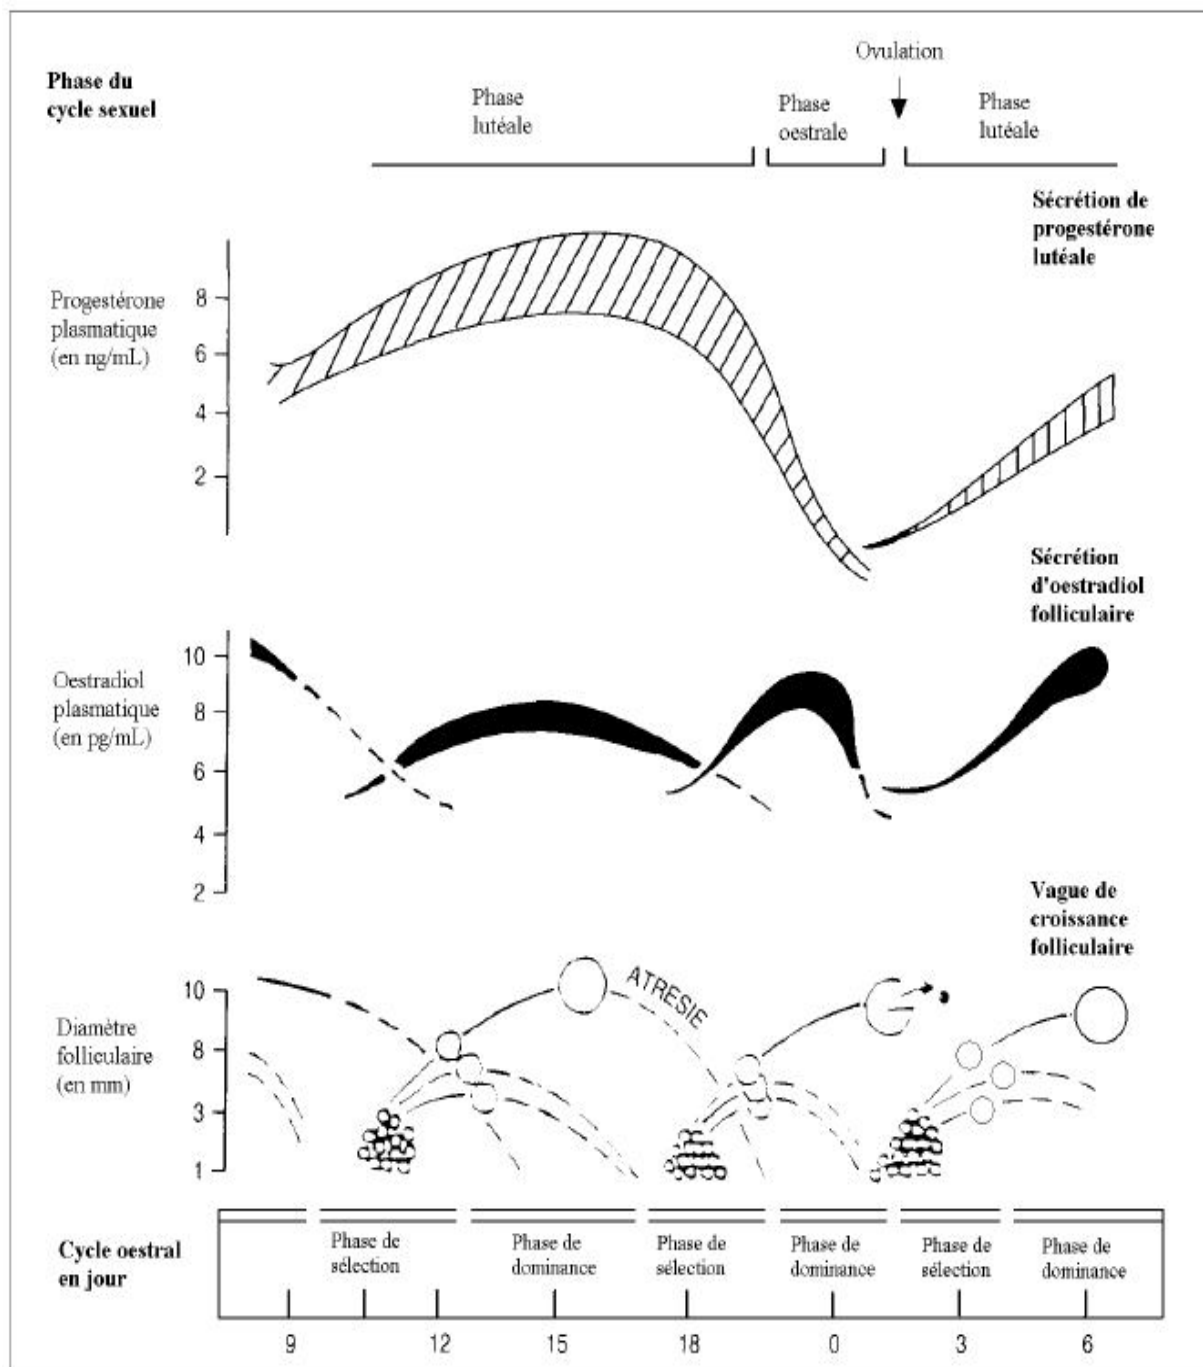 Ovulation
Phase du
cycle sexuel
Phase
lutéale
Phase
oestrale
Phase
lutéale
Sécrétion de
progestérone
lutéale
Progestérone
plasmatique
(en ng/mL)
8
6
4
2
Sécrétion
d'oestradiol
folliculaire
Oestradiol
plasmatique
(en pg/mL)
10
8
6
4
2
Vague de
croissance
folliculaire
Diamètre
folliculaire
(en mm)
10
8
3
1
ATRESIE
Cycle oestral
en jour
Phase de
sélection
Phase de
dominance
Phase de
sélection
Phase de
dominance
Phase de
sélection
Phase de
dominance
9 12 15 18 0 3 6